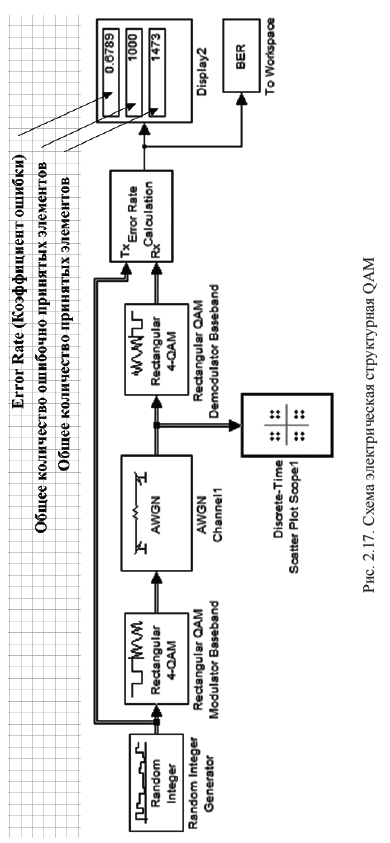 Error Rate (Коэффициент ошибки)
Общее количество ошибочно принятых элементов
Общее количество принятых элементов
Random
Integer
Random Integer
Generator
Rectangular
4-QAM
Rectangular QAM
Modulator Baseband
AWGN
AWGN
Channel1
Discrete-Time
Scatter Plot Scope1
Rectangular
4-QAM
Rectangular QAM
Demodulator Baseband
Tx
Error Rate
Calculation
Rx
0.6789
1000
1473
Display2
BER
To Workspace
Рис. 2.17. Схема электрическая структурная QAM